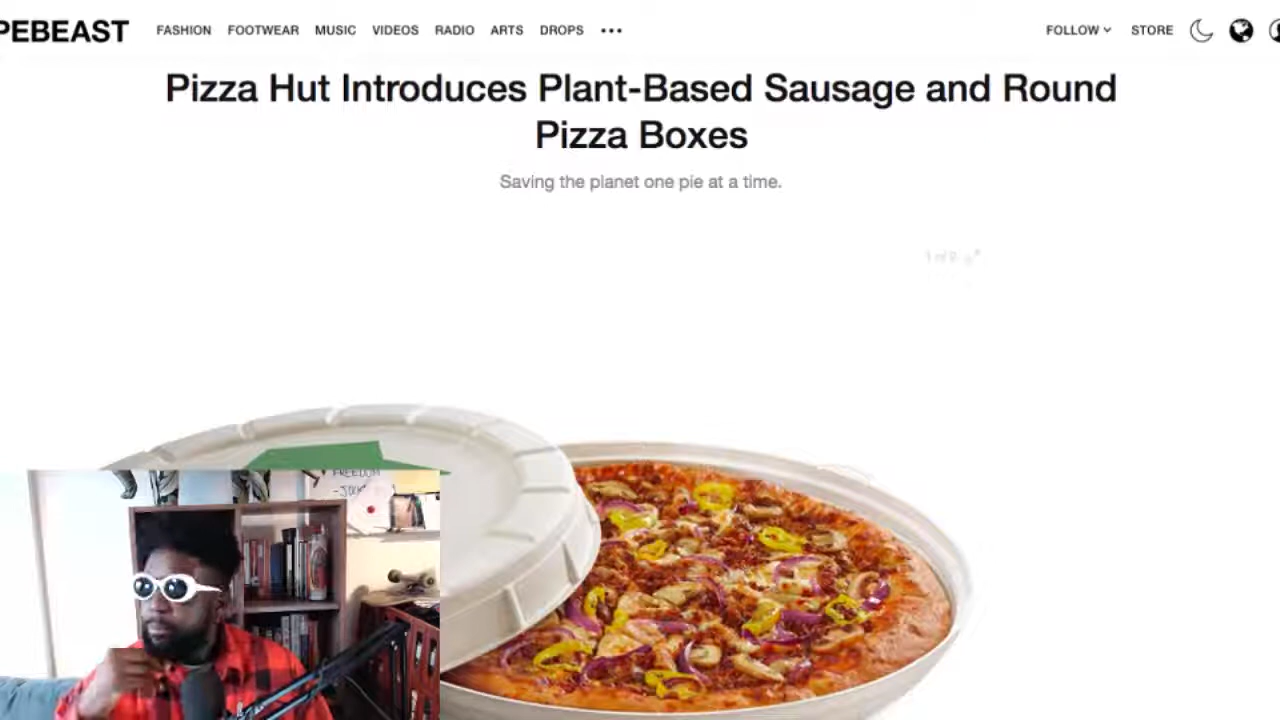 PEBEAST FASHION FOOTWEAR MUSIC VIDEOS RADIO ARTS DROPS ••• FOLLOW STORE
Pizza Hut Introduces Plant-Based Sausage and Round
Pizza Boxes
Saving the planet one pie at a time.
FREEDOM